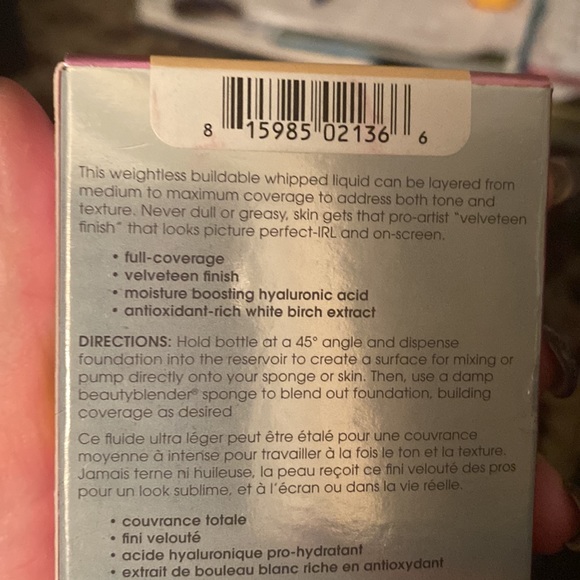 8 15985 02136 6
This weightless buildable whipped liquid can be layered from
medium to maximum coverage to address both tone and
texture. Never dull or greasy, skin gets that pro-artist "velveteen
finish" that looks picture perfect-IRL and on-screen.
• full-coverage
• velveteen finish
• moisture boosting hyaluronic acid
• antioxidant-rich white birch extract
DIRECTIONS: Hold bottle at a 45° angle and dispense
foundation into the reservoir to create a surface for mixing or
pump directly onto your sponge or skin. Then, use a damp
beautyblender® sponge to blend out foundation, building
coverage as desired
Ce fluide ultra léger peut être étalé pour une couvrance
moyenne à intense pour travailler à la fois le ton et la texture.
Jamais terne ni huileuse, la peau reçoit ce fini velouté des pros
pour un look sublime, et à l'écran ou dans la vie réelle.
• couvrance totale
• fini velouté
• acide hyaluronique pro-hydratant
• extrait de bouleau blanc riche en antioxydant